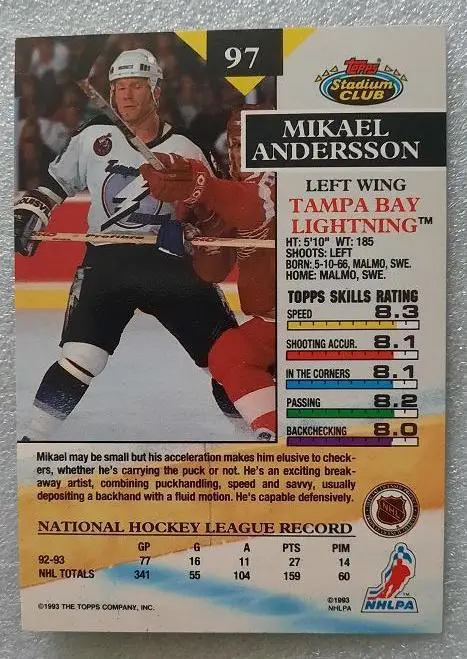 97
Topps
Stadium
CLUB
MIKAEL
ANDERSSON
LEFT WING
TAMPA BAY
LIGHTNING™
HT: 5'10" WT: 185
SHOOTS: LEFT
BORN: 5-10-66, MALMO, SWE.
HOME: MALMO, SWE.
TOPPS SKILLS RATING
SPEED 8.3
SHOOTING ACCUR. 8.1
IN THE CORNERS 8.1
PASSING 8.2
BACKCHECKING 8.0
Mikael may be small but his acceleration makes him elusive to check-
ers, whether he's carrying the puck or not. He's an exciting break-
away artist, combining puckhandling, speed and savvy, usually
depositing a backhand with a fluid motion. He's capable defensively.
NATIONAL HOCKEY LEAGUE RECORD
GP G A PTS PIM
92-93 77 16 11 27 14
NHL TOTALS 341 55 104 159 60
©1993 THE TOPPS COMPANY, INC.
NHL
NHLPA
©1993
NHLPA